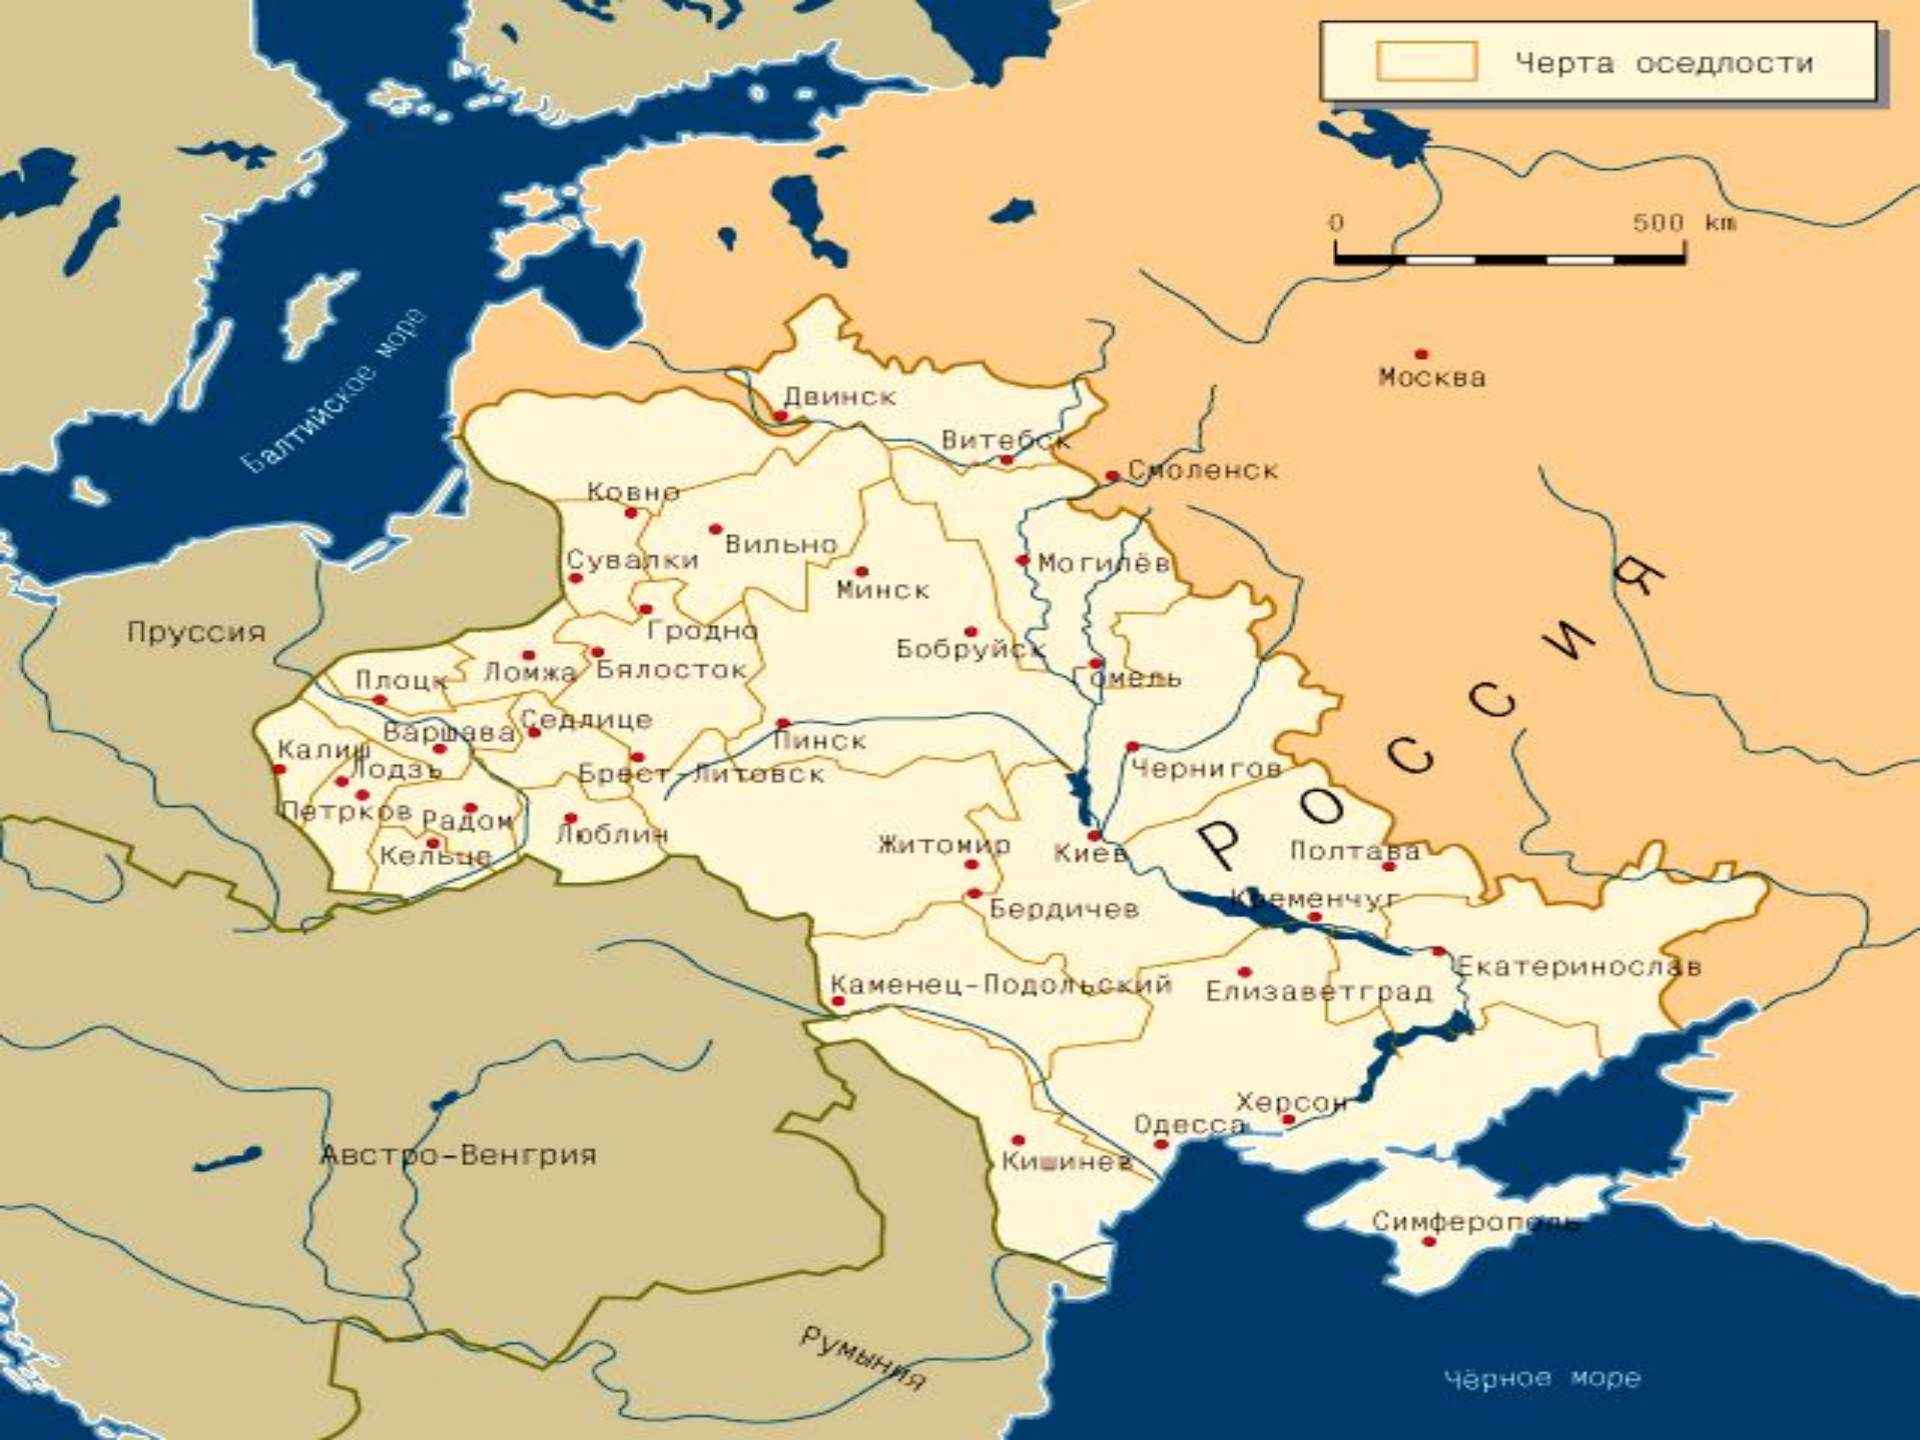 Черта оседлости
0 500 km
Балтийское море
Москва
Двинск
Витебск
Смоленск
Ковно
Вильно
Сувалки
Минск
Могилёв
Гродно
Пруссия
Бобруйск
Ломжа
Бялосток
Плоцк
Гомель
Седлице
Варшава
Пинск
Калиш
Лодзь
Брест-Литовск
Чернигов
РОССИЯ
Петрков
Радом
Люблин
Житомир
Киев
Полтава
Кельце
Кременчуг
Бердичев
Екатеринослав
Каменец-Подольский
Елизаветград
Херсон
Одесса
Австро-Венгрия
Кишинев
Симферополь
Румыния
Чёрное море